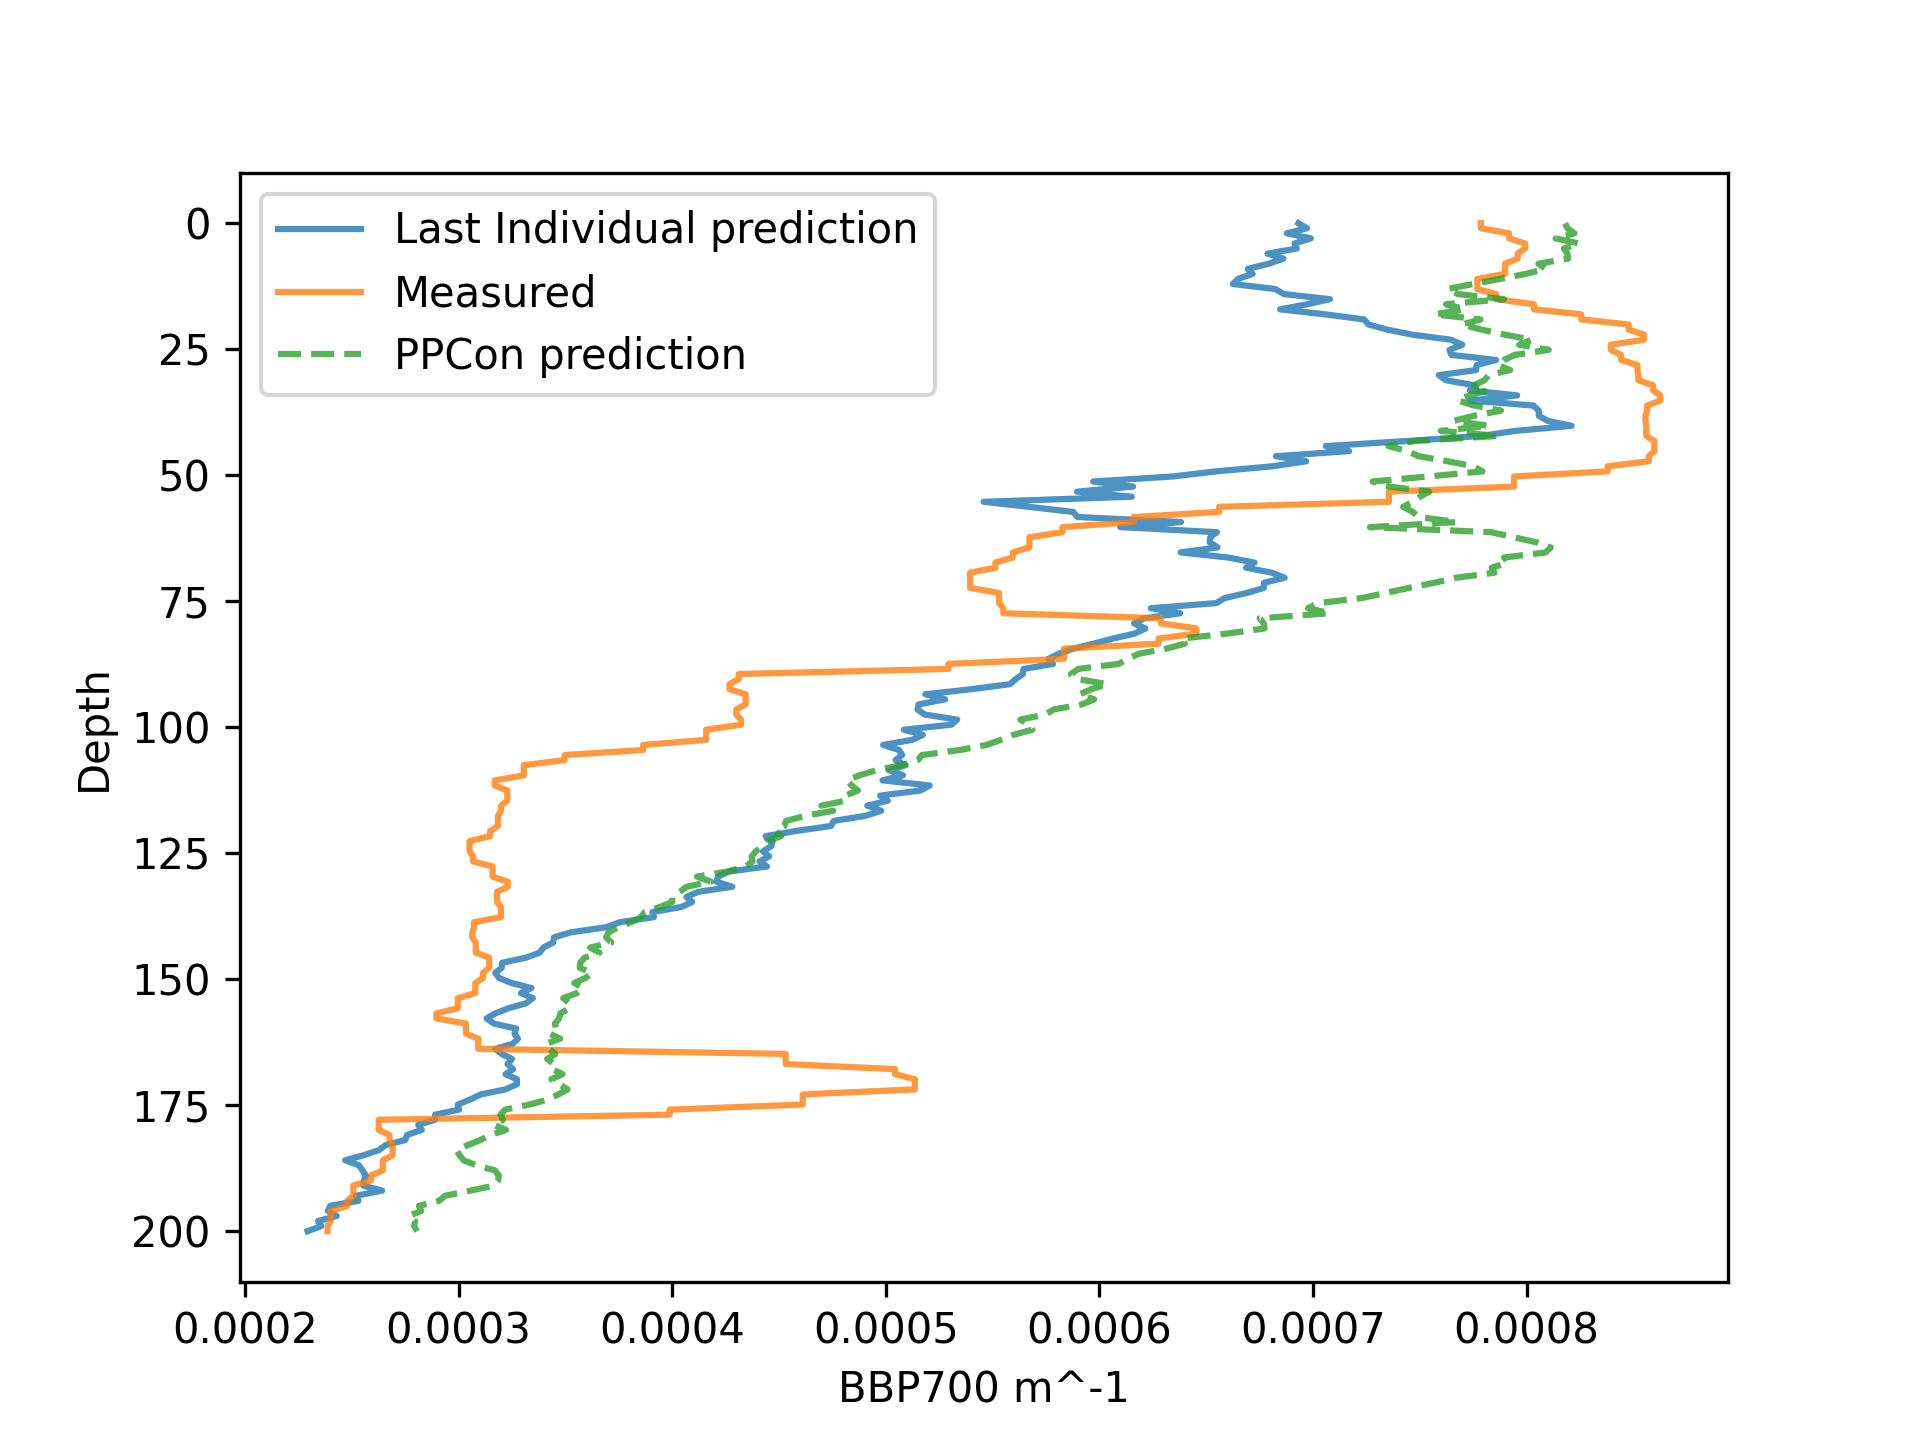 Last Individual prediction
Measured
PPCon prediction
0
25
50
75
100
125
150
175
200
Depth
0.0002 0.0003 0.0004 0.0005 0.0006 0.0007 0.0008
BBP700 m^-1